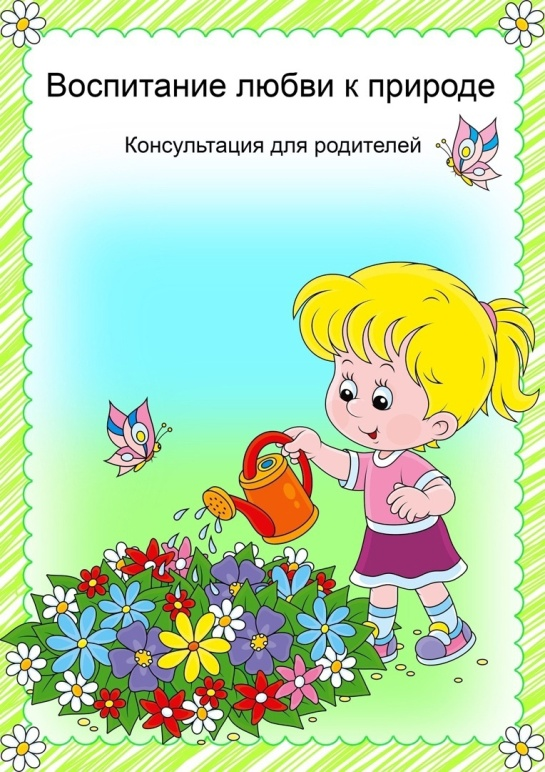 Воспитание любви к природе
Консультация для родителей